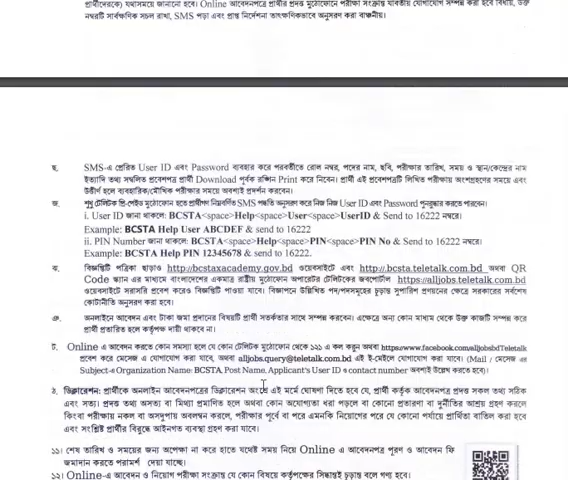 প্রার্থীদেরকে) যথাসময়ে জানানো হবে। Online আবেদনপত্রে প্রার্থীর প্রদত্ত মুঠোফোনে পরীক্ষা সংক্রান্ত যাবতীয় যোগাযোগ সম্পন্ন করা হবে বিধায়, উক্ত
নম্বরটি সার্বক্ষণিক সচল রাখা, SMS পড়া এবং প্রাপ্ত নির্দেশনা তাৎক্ষণিকভাবে অনুসরণ করা বাঞ্চনীয়।
ছ. SMS-এ প্রেরিত User ID এবং Password ব্যবহার করে পরবর্তীতে রোল নম্বর, পদের নাম, ছবি, পরীক্ষার তারিখ, সময় ও স্থান/কেন্দ্রের নাম
ইত্যাদি তথ্য সম্বলিত প্রবেশপত্র প্রার্থী Download পূর্বক রঙ্গিন Print করে নিবেন। প্রার্থী এই প্রবেশপত্রটি লিখিত পরীক্ষায় অংশগ্রহণের সময়ে এবং
উত্তীর্ণ হলে ব্যবহারিক/মৌখিক পরীক্ষার সময়ে অবশ্যই প্রদর্শন করবেন।
জ. শুধু টেলিটক প্রি-পেইড মুঠোফোন হতে প্রার্থীগণ নিম্নবর্ণিত SMS পদ্ধতি অনুসরণ করে নিজ নিজ User ID এবং Password পুনরুদ্ধার করতে পারবেন।
i. User ID জানা থাকলে: BCSTA<space>Help<space>User<space>UserID & Send to 16222 নম্বরে।
Example: BCSTA Help User ABCDEF & send to 16222
ii. PIN Number জানা থাকলে: BCSTA<space>Help<space>PIN<space>PIN No & Send to 16222 নম্বরে।
Example: BCSTA Help PIN 12345678 & send to 16222.
ঝ. বিজ্ঞপ্তিটি পত্রিকা ছাড়াও http://bcstaxacademy.gov.bd ওয়েবসাইটে এবং http://bcsta.teletalk.com.bd অথবা QR
Code স্ক্যান এর মাধ্যমে বাংলাদেশের একমাত্র রাষ্ট্রীয় মুঠোফোন অপারেটর টেলিটকের জবপোর্টাল https://alljobs.teletalk.com.bd
ওয়েবসাইটে সরাসরি প্রবেশ করেও বিজ্ঞপ্তিটি পাওয়া যাবে। বিজ্ঞাপনে উল্লিখিত পদ/পদসমূহের চূড়ান্ত সুপারিশ প্রণয়নের ক্ষেত্রে সরকারের সর্বশেষ
কোটানীতি অনুসরণ করা হবে।
ঞ. অনলাইনে আবেদন এবং টাকা জমা প্রদানের বিষয়টি প্রার্থী সতর্কতার সাথে সম্পন্ন করবেন। এক্ষেত্রে অন্য কোন মাধ্যম থেকে উক্ত কাজটি সম্পন্ন করে
প্রার্থী প্রতারিত হলে কর্তৃপক্ষ দায়ী থাকবে না।
ট. Online এ আবেদন করতে কোন সমস্যা হলে যে কোন টেলিটক মুঠোফোন থেকে ১২১ এ কল করুন অথবা https://www.facebook.com/alljobsbdTeletalk
প্রবেশ করে মেসেজ এ যোগাযোগ করা যাবে, অথবা alljobs.query@teletalk.com.bd এই ই-মেইলে যোগাযোগ করা যাবে। (Mail / মেসেজ এর
Subject-এ Organization Name: BCSTA, Post Name, Applicant's User ID ও contact number অবশ্যই উল্লেখ করতে হবে)।
ঠ. ডিক্লারেশন: প্রার্থীকে অনলাইন আবেদনপত্রের ডিক্লারেশন অংশে এই মর্মে ঘোষণা দিতে হবে যে, প্রার্থী কর্তৃক আবেদনপত্রে প্রদত্ত সকল তথ্য সঠিক
এবং সত্য। প্রদত্ত তথ্য অসত্য বা মিথ্যা প্রমাণিত হলে অথবা কোন অযোগ্যতা ধরা পড়লে বা কোনো প্রতারণা বা দুর্নীতির আশ্রয় গ্রহণ করলে
কিংবা পরীক্ষায় নকল বা অসদুপায় অবলম্বন করলে, পরীক্ষার পূর্বে বা পরে এমনকি নিয়োগের পরে যে কোনো পর্যায়ে প্রার্থিতা বাতিল করা হবে
এবং সংশ্লিষ্ট প্রার্থীর বিরুদ্ধে আইনগত ব্যবস্থা গ্রহণ করা যাবে।
১১। শেষ তারিখ ও সময়ের জন্য অপেক্ষা না করে হাতে যথেষ্ট সময় নিয়ে Online এ আবেদনপত্র পূরণ ও আবেদন ফি
জমাদান করতে পরামর্শ দেয়া যাচ্ছে।
১২। Online-এ আবেদন ও নিয়োগ পরীক্ষা সংক্রান্ত যে কোন বিষয়ে কর্তৃপক্ষের সিদ্ধান্তই চূড়ান্ত বলে গণ্য হবে।